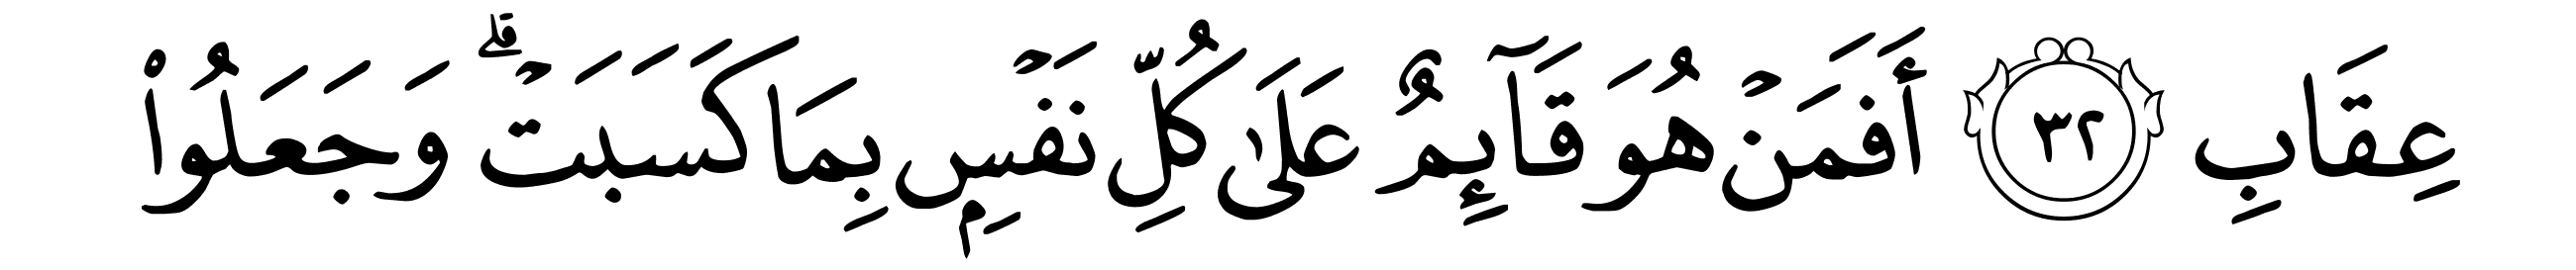 عِقَابِ ٣٢ أَفَمَنۡ هُوَ قَآئِمٌ عَلَىٰ كُلِّ نَفۡسِۭ بِمَا كَسَبَتۡۗ وَجَعَلُواْ